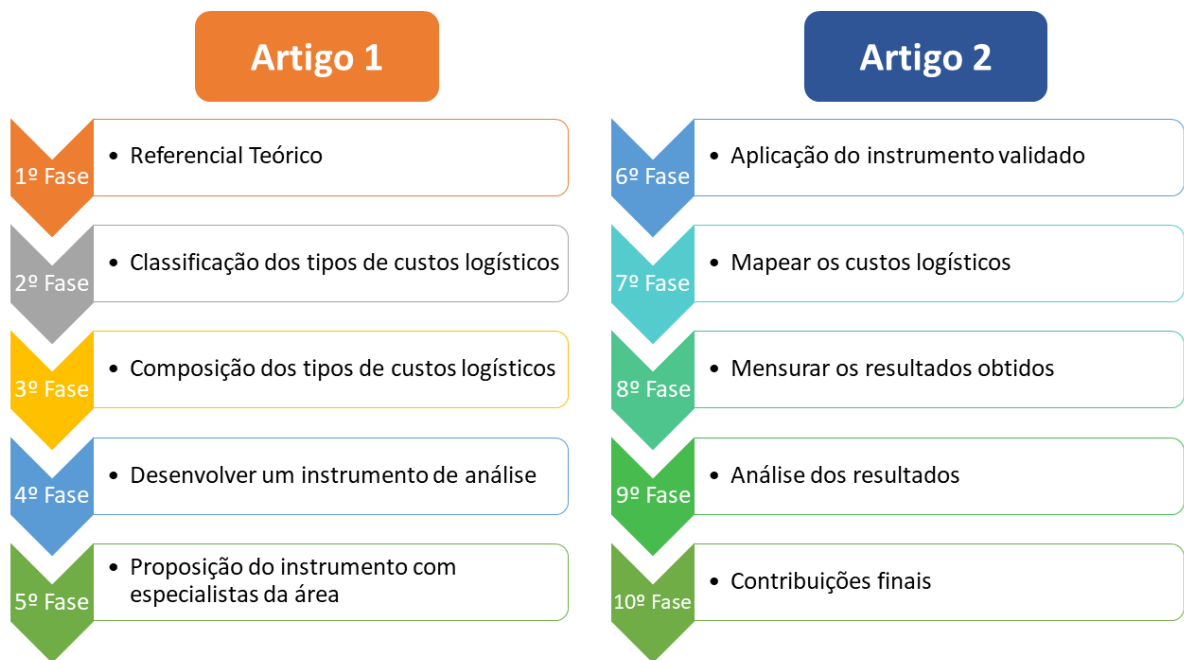 Artigo 1
1º Fase
• Referencial Teórico
2º Fase
• Classificação dos tipos de custos logísticos
3º Fase
• Composição dos tipos de custos logísticos
4º Fase
• Desenvolver um instrumento de análise
5º Fase
• Proposição do instrumento com
especialistas da área
Artigo 2
6º Fase
• Aplicação do instrumento validado
7º Fase
• Mapear os custos logísticos
8º Fase
• Mensurar os resultados obtidos
9º Fase
• Análise dos resultados
10º Fase
• Contribuições finais